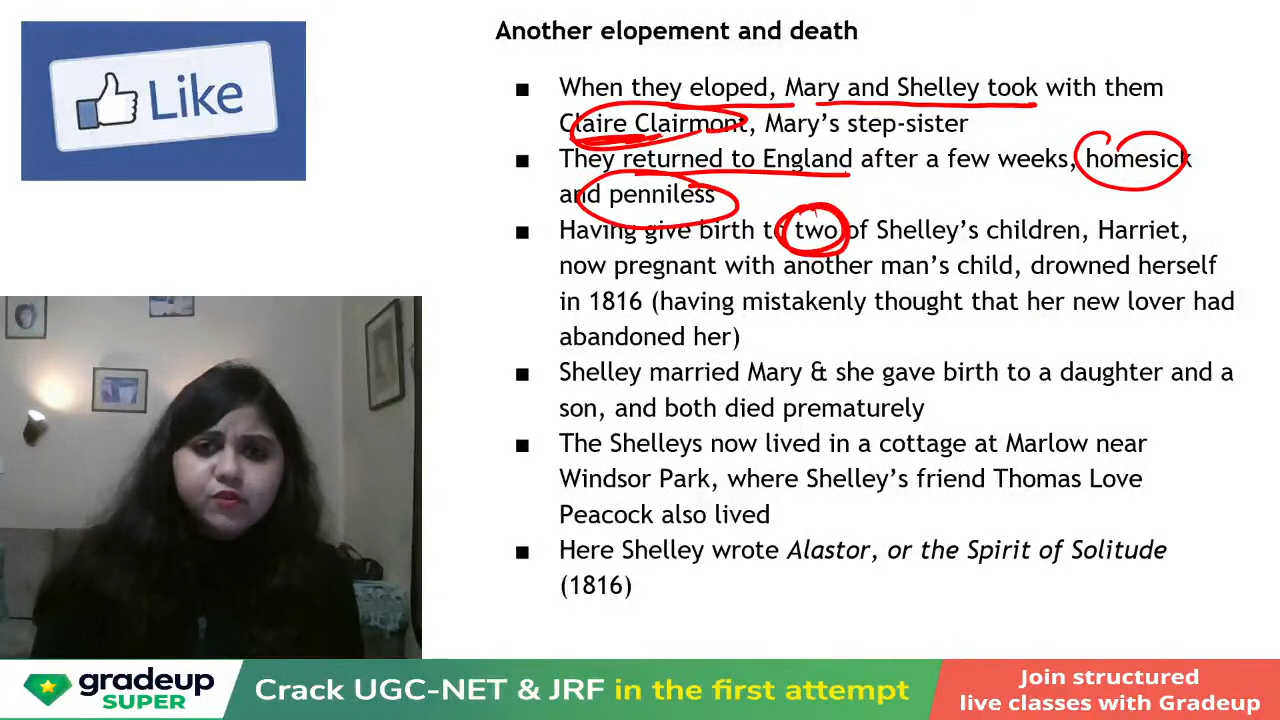 Like
Another elopement and death
▪ When they eloped, Mary and Shelley took with them
Claire Clairmont, Mary’s step-sister
▪ They returned to England after a few weeks, homesick
and penniless
▪ Having give birth to two of Shelley’s children, Harriet,
now pregnant with another man’s child, drowned herself
in 1816 (having mistakenly thought that her new lover had
abandoned her)
▪ Shelley married Mary & she gave birth to a daughter and a
son, and both died prematurely
▪ The Shelleys now lived in a cottage at Marlow near
Windsor Park, where Shelley’s friend Thomas Love
Peacock also lived
▪ Here Shelley wrote Alastor, or the Spirit of Solitude
(1816)
gradeup
SUPER
Crack UGC-NET & JRF in the first attempt
Join structured
live classes with Gradeup